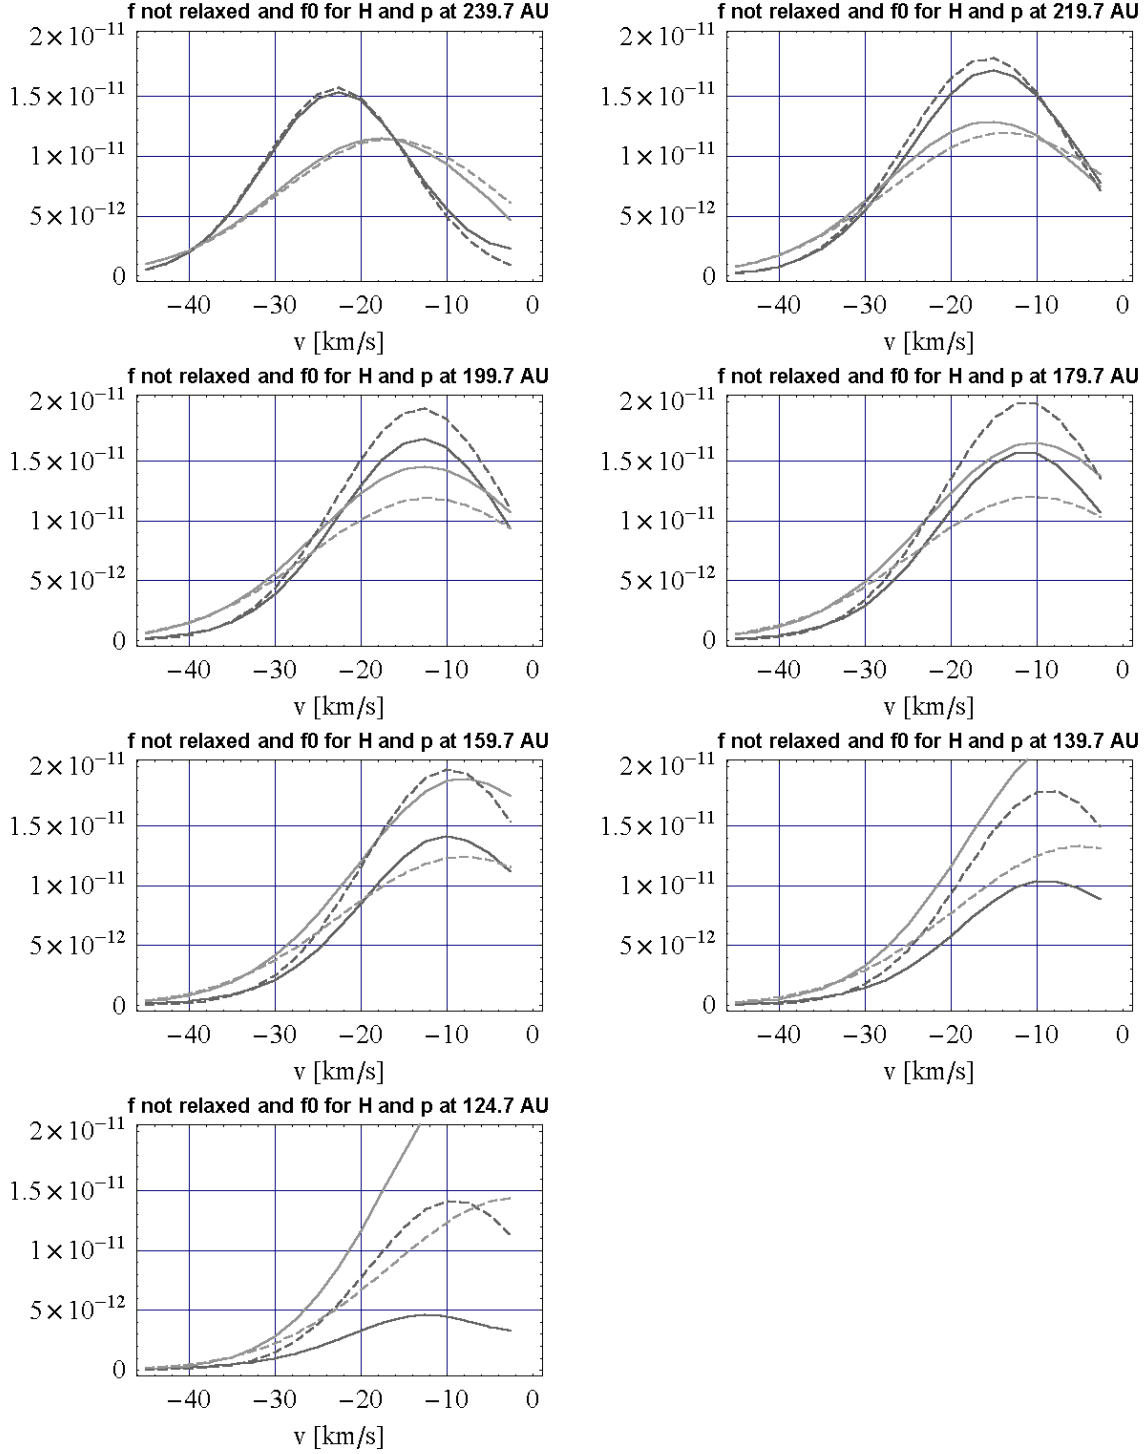 f not relaxed and f0 for H and p at 239.7 AU
2×10⁻¹¹
1.5×10⁻¹¹
1×10⁻¹¹
5×10⁻¹²
0
−40 −30 −20 −10 0
v [km/s]
f not relaxed and f0 for H and p at 219.7 AU
2×10⁻¹¹
1.5×10⁻¹¹
1×10⁻¹¹
5×10⁻¹²
0
−40 −30 −20 −10 0
v [km/s]
f not relaxed and f0 for H and p at 199.7 AU
2×10⁻¹¹
1.5×10⁻¹¹
1×10⁻¹¹
5×10⁻¹²
0
−40 −30 −20 −10 0
v [km/s]
f not relaxed and f0 for H and p at 179.7 AU
2×10⁻¹¹
1.5×10⁻¹¹
1×10⁻¹¹
5×10⁻¹²
0
−40 −30 −20 −10 0
v [km/s]
f not relaxed and f0 for H and p at 159.7 AU
2×10⁻¹¹
1.5×10⁻¹¹
1×10⁻¹¹
5×10⁻¹²
0
−40 −30 −20 −10 0
v [km/s]
f not relaxed and f0 for H and p at 139.7 AU
2×10⁻¹¹
1.5×10⁻¹¹
1×10⁻¹¹
5×10⁻¹²
0
−40 −30 −20 −10 0
v [km/s]
f not relaxed and f0 for H and p at 124.7 AU
2×10⁻¹¹
1.5×10⁻¹¹
1×10⁻¹¹
5×10⁻¹²
0
−40 −30 −20 −10 0
v [km/s]